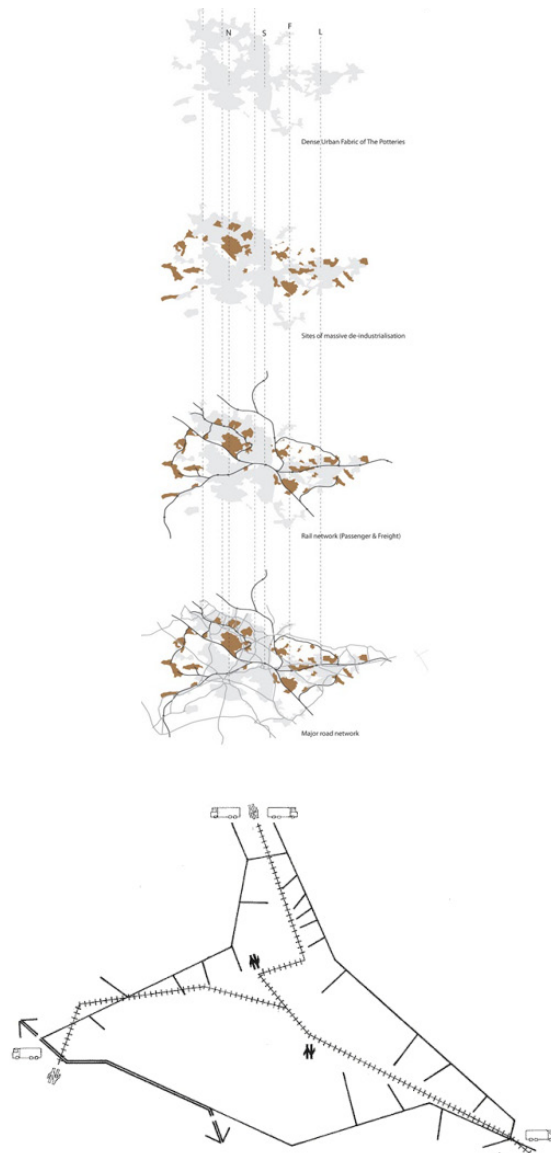 N S F L
Dense Urban Fabric of The Potteries
Sites of massive de-industrialisation
Rail network (Passenger & Freight)
Major road network